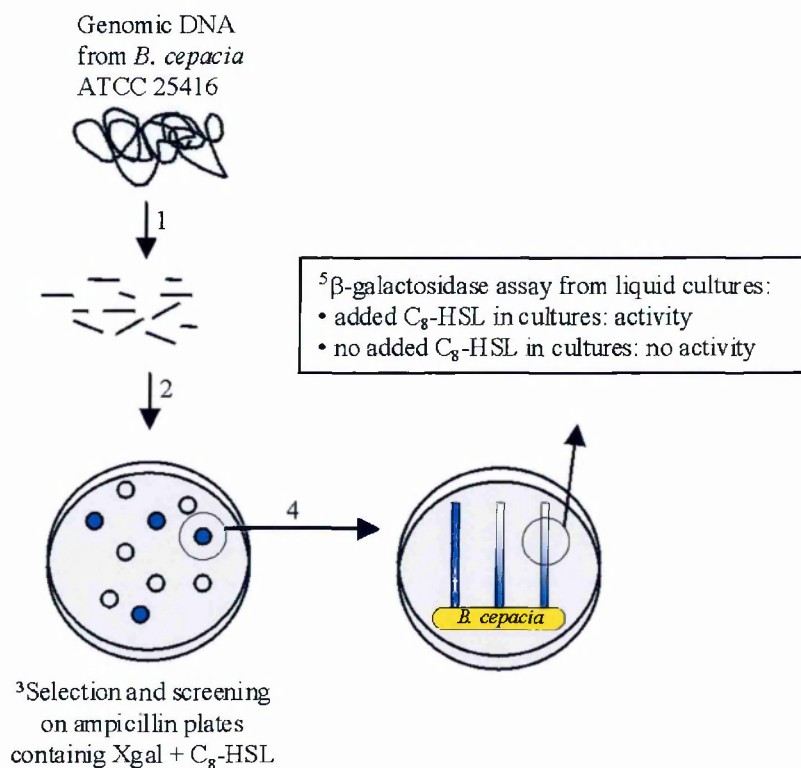 Genomic DNA
from B. cepacia
ATCC 25416
1
⁵β-galactosidase assay from liquid cultures:
• added C₈-HSL in cultures: activity
• no added C₈-HSL in cultures: no activity
2
4
B. cepacia
³Selection and screening
on ampicillin plates
containig Xgal + C₈-HSL